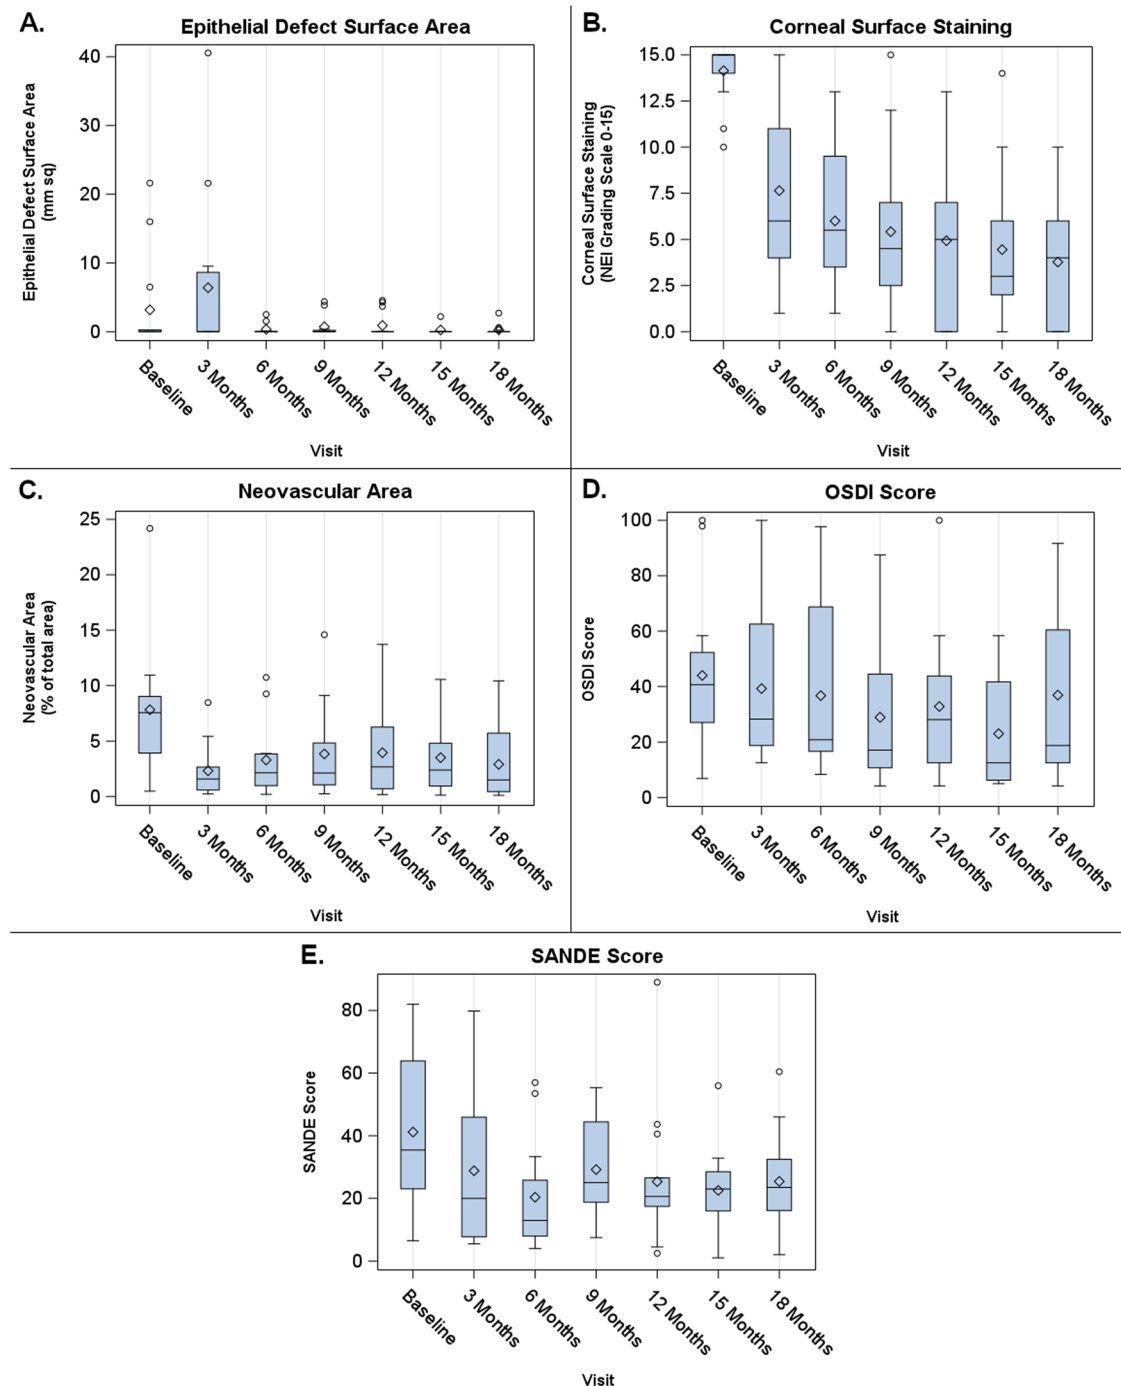 A. Epithelial Defect Surface Area
Epithelial Defect Surface Area
(mm sq)
40
30
20
10
0
Baseline
3 Months
6 Months
9 Months
12 Months
15 Months
18 Months
Visit
B. Corneal Surface Staining
Corneal Surface Staining
(NEI Grading Scale 0-15)
15.0
12.5
10.0
7.5
5.0
2.5
0.0
Baseline
3 Months
6 Months
9 Months
12 Months
15 Months
18 Months
Visit
C. Neovascular Area
Neovascular Area
(% of total area)
25
20
15
10
5
0
Baseline
3 Months
6 Months
9 Months
12 Months
15 Months
18 Months
Visit
D. OSDI Score
OSDI Score
100
80
60
40
20
0
Baseline
3 Months
6 Months
9 Months
12 Months
15 Months
18 Months
Visit
E. SANDE Score
SANDE Score
80
60
40
20
0
Baseline
3 Months
6 Months
9 Months
12 Months
15 Months
18 Months
Visit